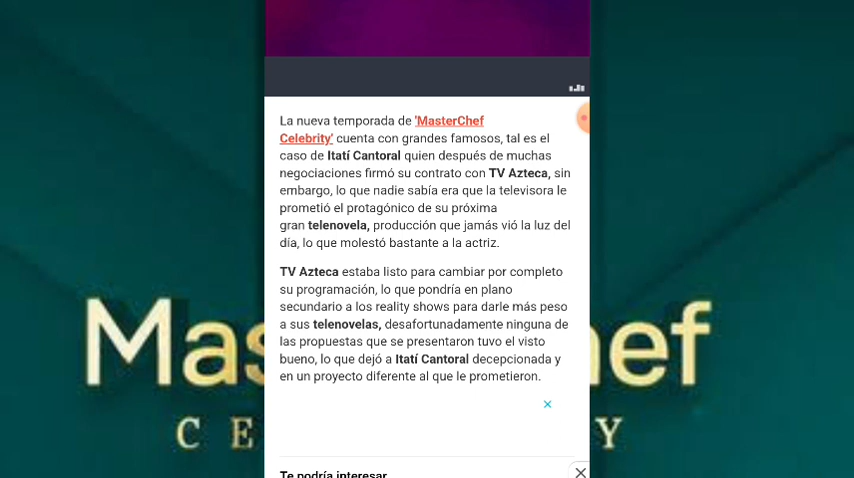 La nueva temporada de 'MasterChef
Celebrity' cuenta con grandes famosos, tal es el
caso de Itatí Cantoral quien después de muchas
negociaciones firmó su contrato con TV Azteca, sin
embargo, lo que nadie sabía era que la televisora le
prometió el protagónico de su próxima
gran telenovela, producción que jamás vió la luz del
día, lo que molestó bastante a la actriz.
TV Azteca estaba listo para cambiar por completo
su programación, lo que pondría en plano
secundario a los reality shows para darle más peso
a sus telenovelas, desafortunadamente ninguna de
las propuestas que se presentaron tuvo el visto
bueno, lo que dejó a Itatí Cantoral decepcionada y
en un proyecto diferente al que le prometieron.
Te podría interesar
Mas ef
C E Y